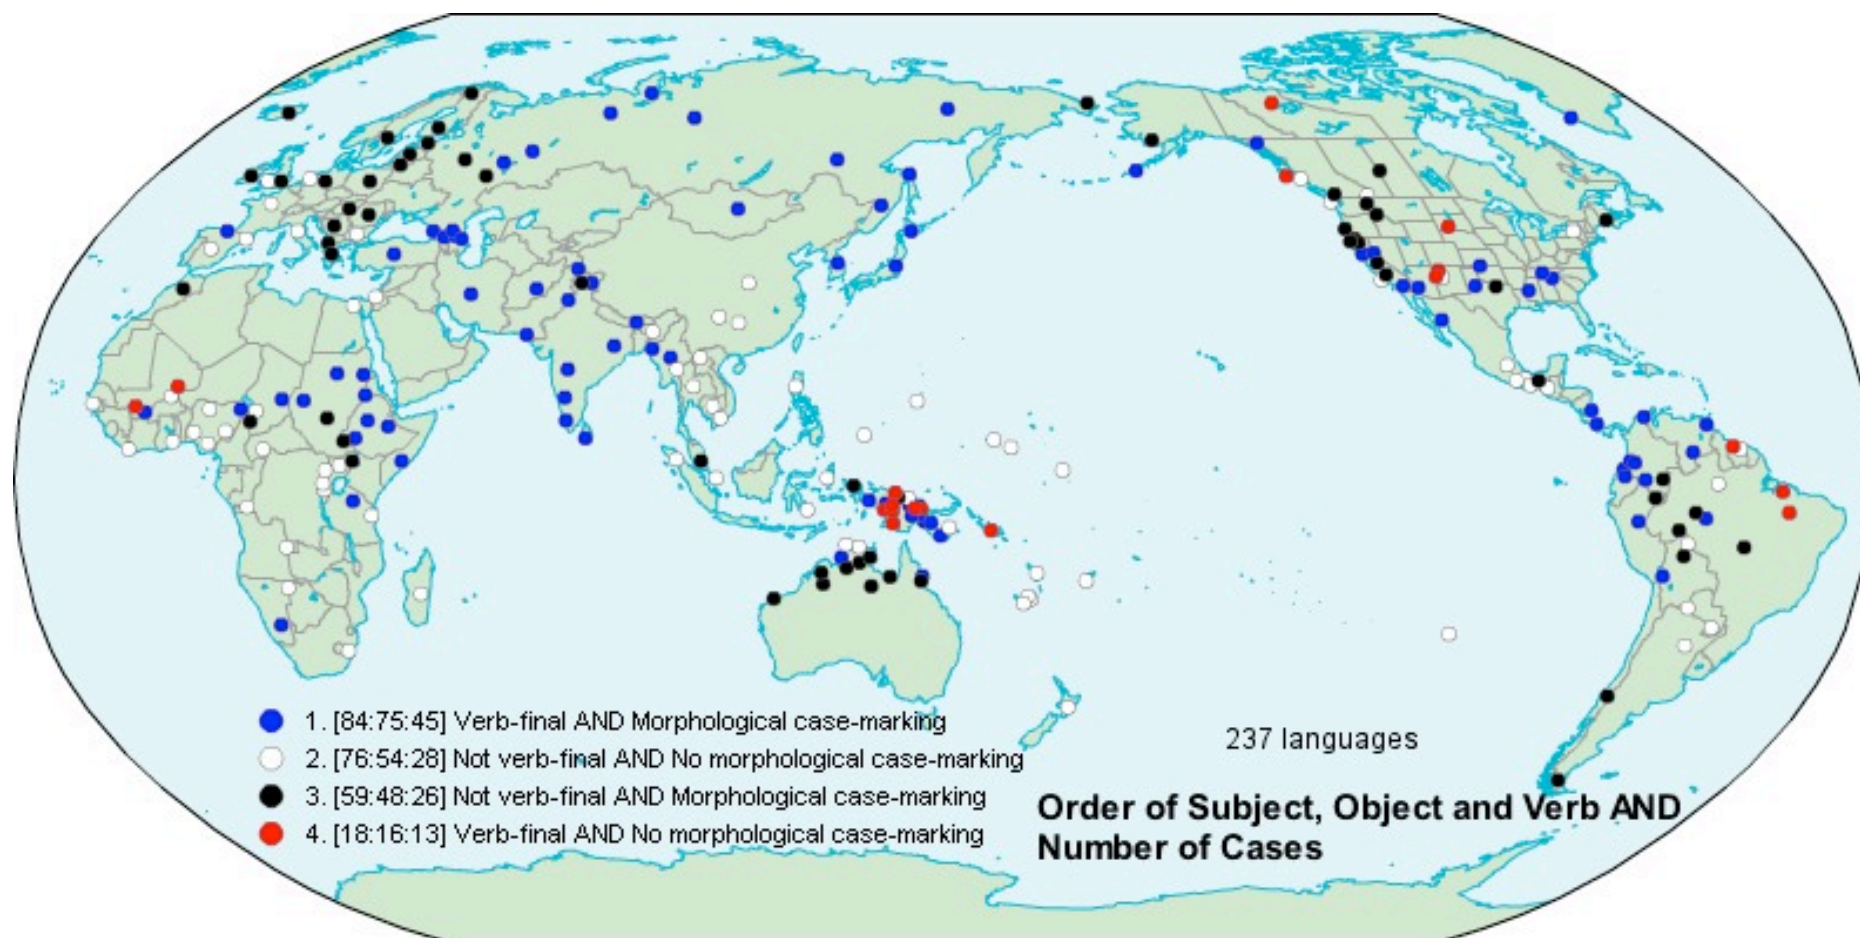 1. [84:75:45] Verb-final AND Morphological case-marking
2. [76:54:28] Not verb-final AND No morphological case-marking
3. [59:48:26] Not verb-final AND Morphological case-marking
4. [18:16:13] Verb-final AND No morphological case-marking
237 languages
Order of Subject, Object and Verb AND
Number of Cases